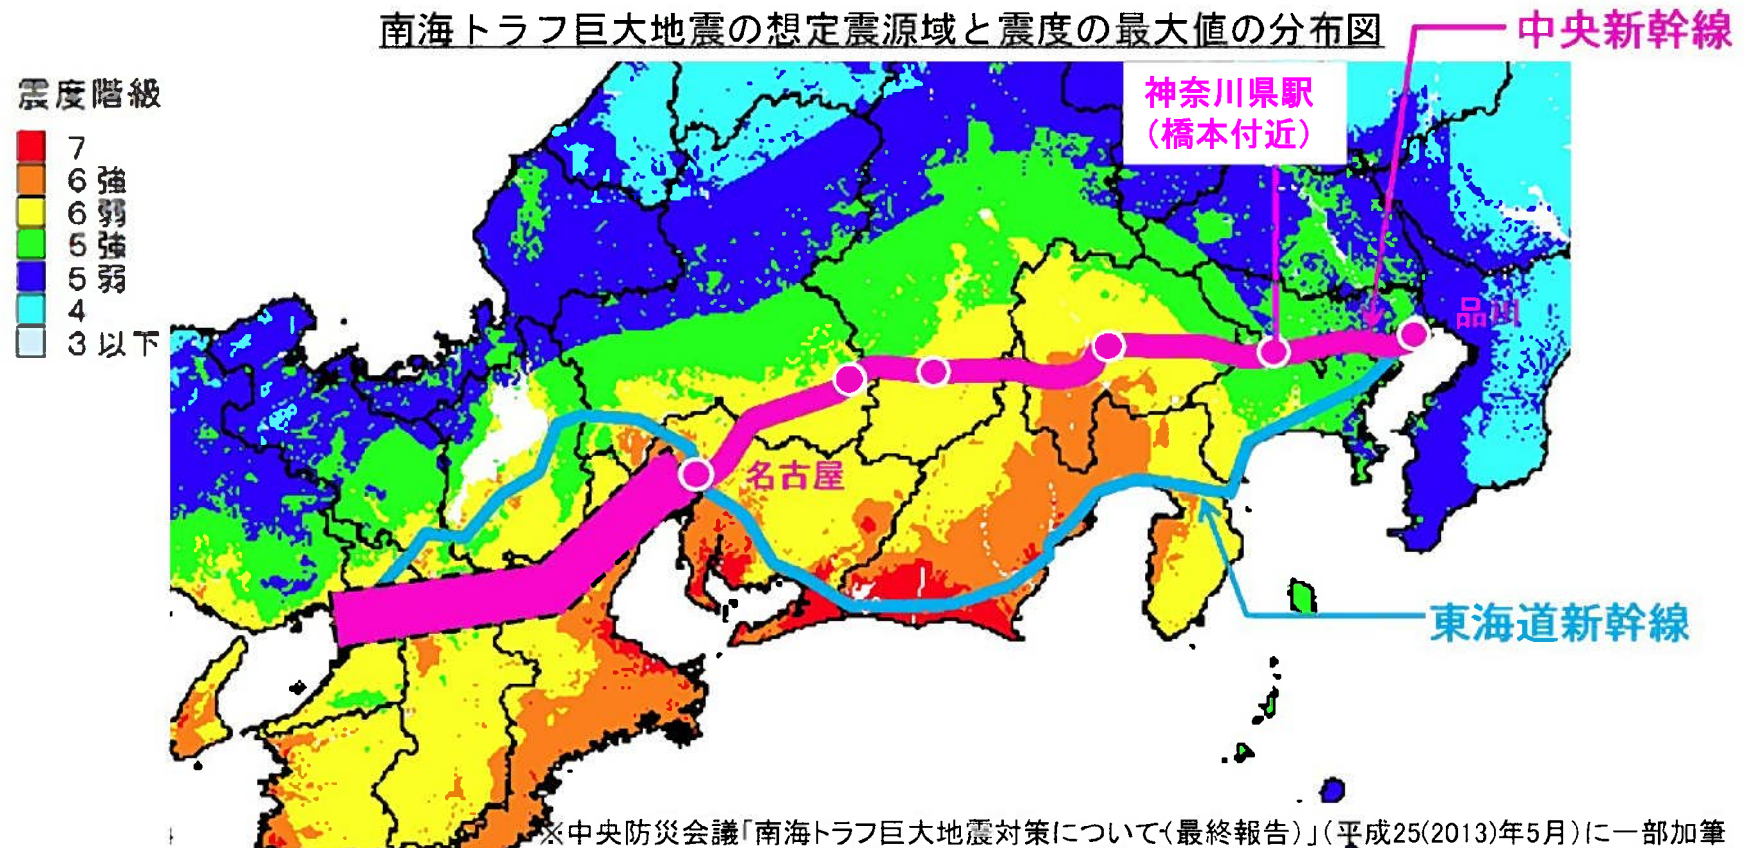 南海トラフ巨大地震の想定震源域と震度の最大値の分布図
中央新幹線
震度階級
7
6強
6弱
5強
5弱
4
3以下
神奈川県駅
(橋本付近)
品川
名古屋
東海道新幹線
※中央防災会議「南海トラフ巨大地震対策について(最終報告)」(平成25(2013)年5月)に一部加筆